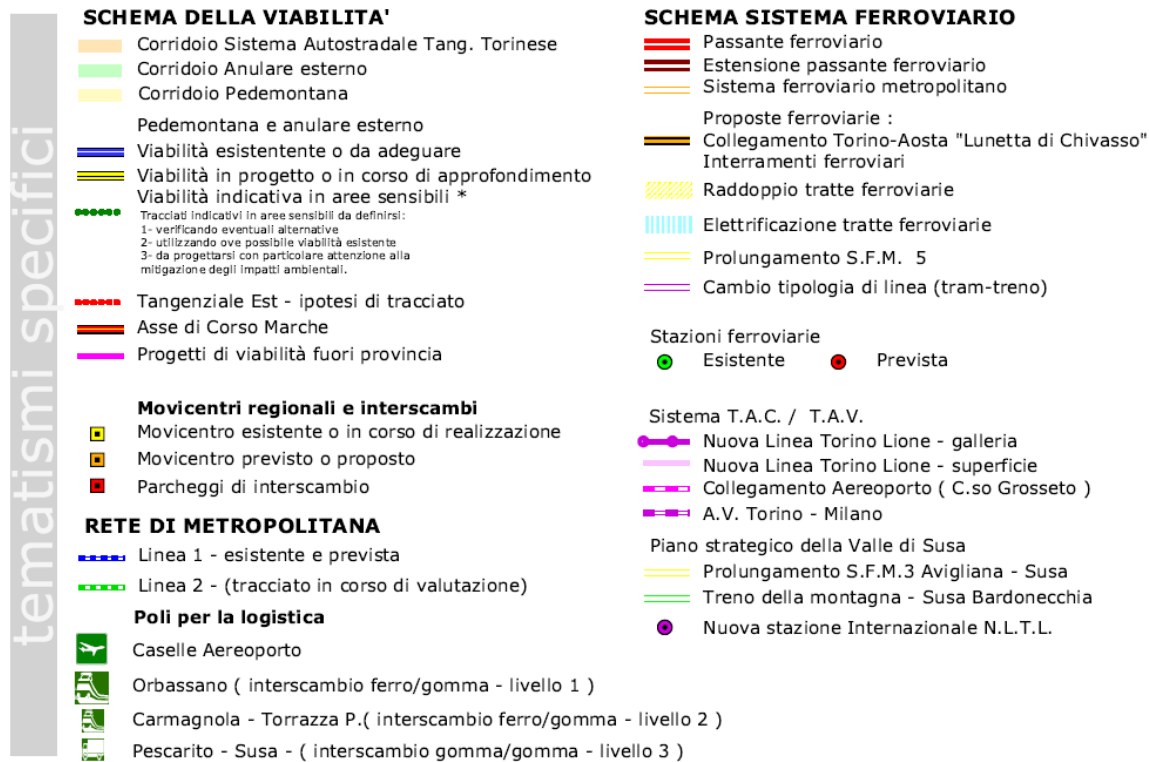 tematismi specifici
SCHEMA DELLA VIABILITA'
Corridoio Sistema Autostradale Tang. Torinese
Corridoio Anulare esterno
Corridoio Pedemontana
Pedemontana e anulare esterno
Viabilità esistentente o da adeguare
Viabilità in progetto o in corso di approfondimento
Viabilità indicativa in aree sensibili *
Tracciati indicativi in aree sensibili da definirsi:
1- verificando eventuali alternative
2- utilizzando ove possibile viabilità esistente
3- da progettarsi con particolare attenzione alla
mitigazione degli impatti ambientali.
Tangenziale Est - ipotesi di tracciato
Asse di Corso Marche
Progetti di viabilità fuori provincia
Movicentri regionali e interscambi
Movicentro esistente o in corso di realizzazione
Movicentro previsto o proposto
Parcheggi di interscambio
RETE DI METROPOLITANA
Linea 1 - esistente e prevista
Linea 2 - (tracciato in corso di valutazione)
Poli per la logistica
Caselle Aereoporto
Orbassano ( interscambio ferro/gomma - livello 1 )
Carmagnola - Torrazza P.( interscambio ferro/gomma - livello 2 )
Pescarito - Susa - ( interscambio gomma/gomma - livello 3 )
SCHEMA SISTEMA FERROVIARIO
Passante ferroviario
Estensione passante ferroviario
Sistema ferroviario metropolitano
Proposte ferroviarie :
Collegamento Torino-Aosta "Lunetta di Chivasso"
Interramenti ferroviari
Raddoppio tratte ferroviarie
Elettrificazione tratte ferroviarie
Prolungamento S.F.M. 5
Cambio tipologia di linea (tram-treno)
Stazioni ferroviarie
Esistente
Prevista
Sistema T.A.C. / T.A.V.
Nuova Linea Torino Lione - galleria
Nuova Linea Torino Lione - superficie
Collegamento Aereoporto ( C.so Grosseto )
A.V. Torino - Milano
Piano strategico della Valle di Susa
Prolungamento S.F.M.3 Avigliana - Susa
Treno della montagna - Susa Bardonecchia
Nuova stazione Internazionale N.L.T.L.